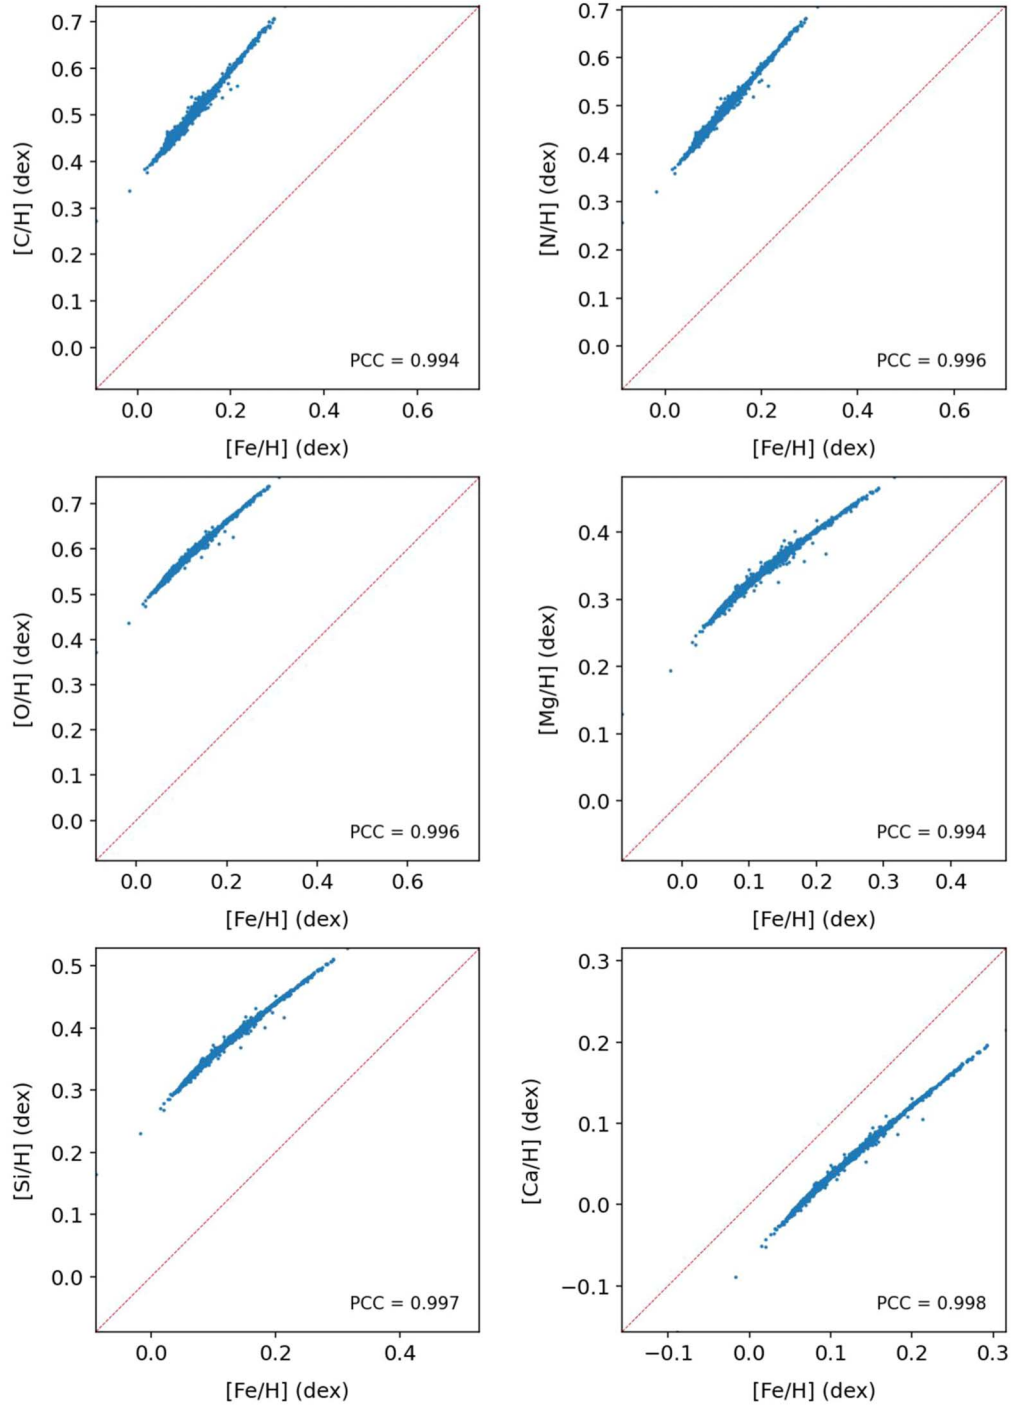 0.7
0.6
0.5
0.4
0.3
0.2
0.1
0.0
[C/H] (dex)
PCC = 0.994
0.0 0.2 0.4 0.6
[Fe/H] (dex)
0.7
0.6
0.5
0.4
0.3
0.2
0.1
0.0
[N/H] (dex)
PCC = 0.996
0.0 0.2 0.4 0.6
[Fe/H] (dex)
0.7
0.6
0.5
0.4
0.3
0.2
0.1
0.0
[O/H] (dex)
PCC = 0.996
0.0 0.2 0.4 0.6
[Fe/H] (dex)
0.4
0.3
0.2
0.1
0.0
[Mg/H] (dex)
PCC = 0.994
0.0 0.1 0.2 0.3 0.4
[Fe/H] (dex)
0.5
0.4
0.3
0.2
0.1
0.0
[Si/H] (dex)
PCC = 0.997
0.0 0.2 0.4
[Fe/H] (dex)
0.3
0.2
0.1
0.0
−0.1
[Ca/H] (dex)
PCC = 0.998
−0.1 0.0 0.1 0.2 0.3
[Fe/H] (dex)